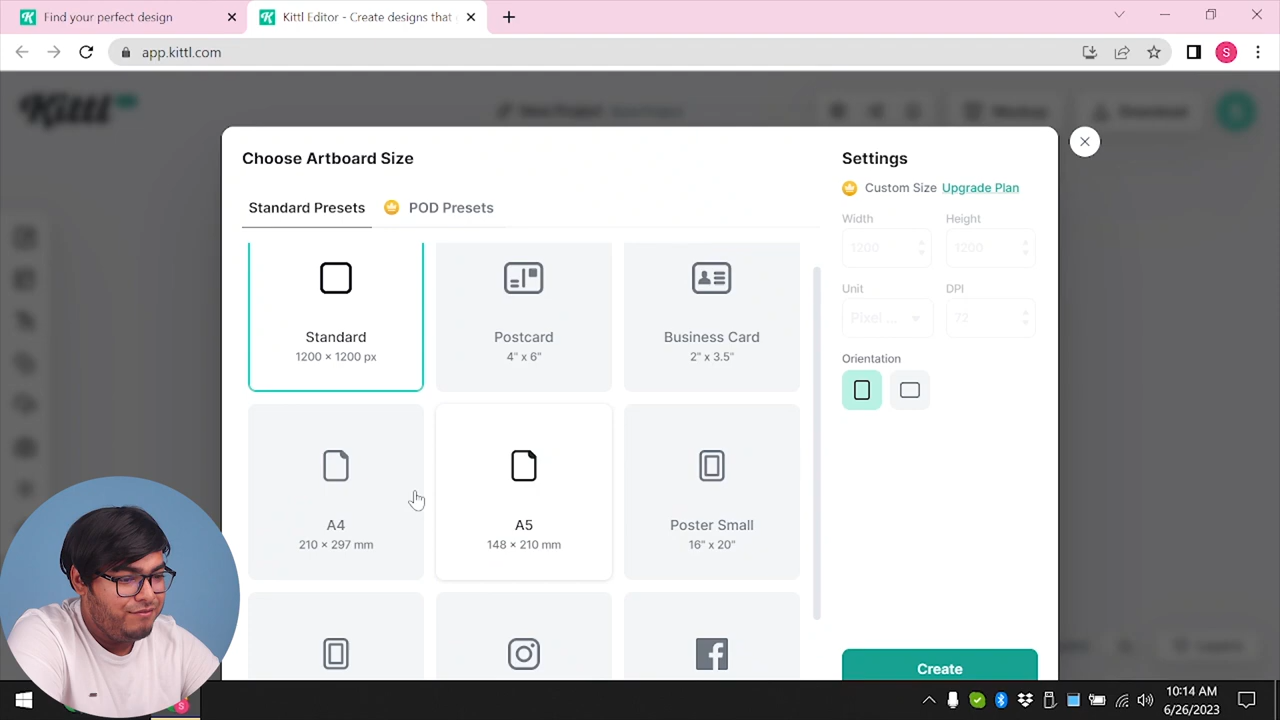 Find your perfect design
Kittl Editor - Create designs that
app.kittl.com
S
Kittl
New Project
Mockup
Download
Choose Artboard Size
Standard Presets
POD Presets
Standard
1200 × 1200 px
Postcard
4" x 6"
Business Card
2" x 3.5"
A4
210 × 297 mm
A5
148 × 210 mm
Poster Small
16" x 20"
Settings
Custom Size Upgrade Plan
Width
Height
1200
1200
Unit
DPI
Pixel ...
72
Orientation
Create
Layers
S
10:14 AM
6/26/2023